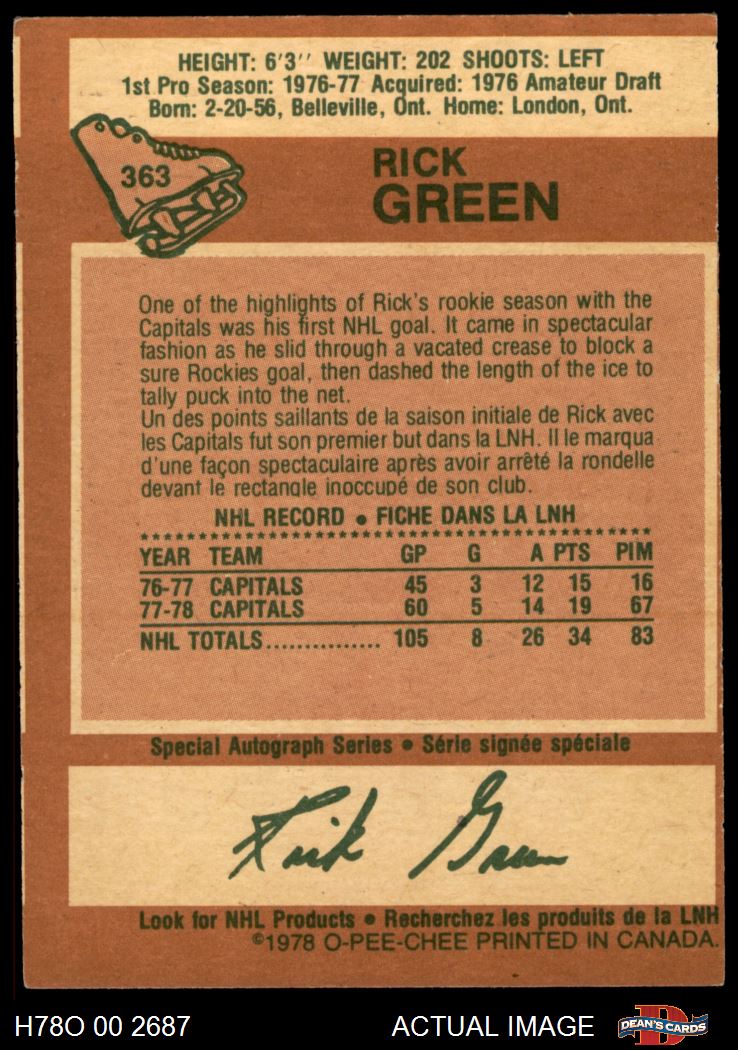 HEIGHT: 6'3'' WEIGHT: 202 SHOOTS: LEFT
1st Pro Season: 1976-77 Acquired: 1976 Amateur Draft
Born: 2-20-56, Belleville, Ont. Home: London, Ont.
363
RICK
GREEN
One of the highlights of Rick's rookie season with the
Capitals was his first NHL goal. It came in spectacular
fashion as he slid through a vacated crease to block a
sure Rockies goal, then dashed the length of the ice to
tally puck into the net.
Un des points saillants de la saison initiale de Rick avec
les Capitals fut son premier but dans la LNH. Il le marqua
d'une façon spectaculaire après avoir arrêté la rondelle
devant le rectangle inoccupé de son club.
NHL RECORD • FICHE DANS LA LNH
YEAR TEAM GP G A PTS PIM
76-77 CAPITALS 45 3 12 15 16
77-78 CAPITALS 60 5 14 19 67
NHL TOTALS............... 105 8 26 34 83
Special Autograph Series • Série signée spéciale
Rick Green
Look for NHL Products • Recherchez les produits de la LNH
©1978 O-PEE-CHEE PRINTED IN CANADA.
H78O 00 2687 ACTUAL IMAGE D DEAN'S CARDS